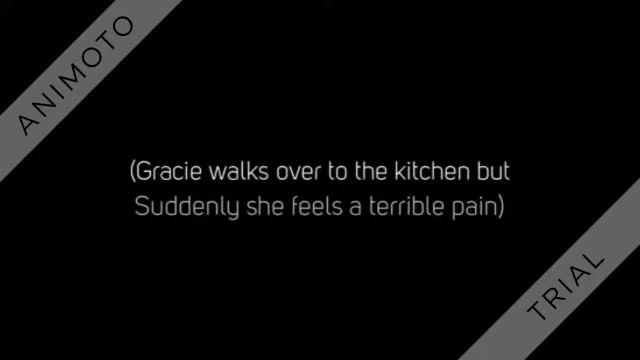 ANIMOTO
(Gracie walks over to the kitchen but
Suddenly she feels a terrible pain)
TRIAL